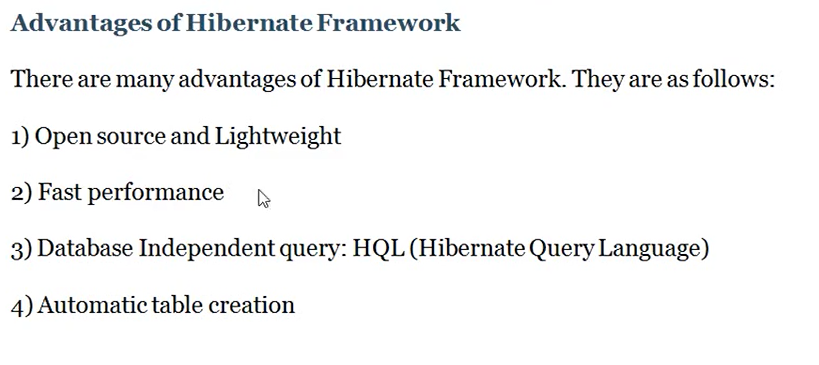 Advantages of Hibernate Framework
There are many advantages of Hibernate Framework. They are as follows:
1) Open source and Lightweight
2) Fast performance
3) Database Independent query: HQL (Hibernate Query Language)
4) Automatic table creation